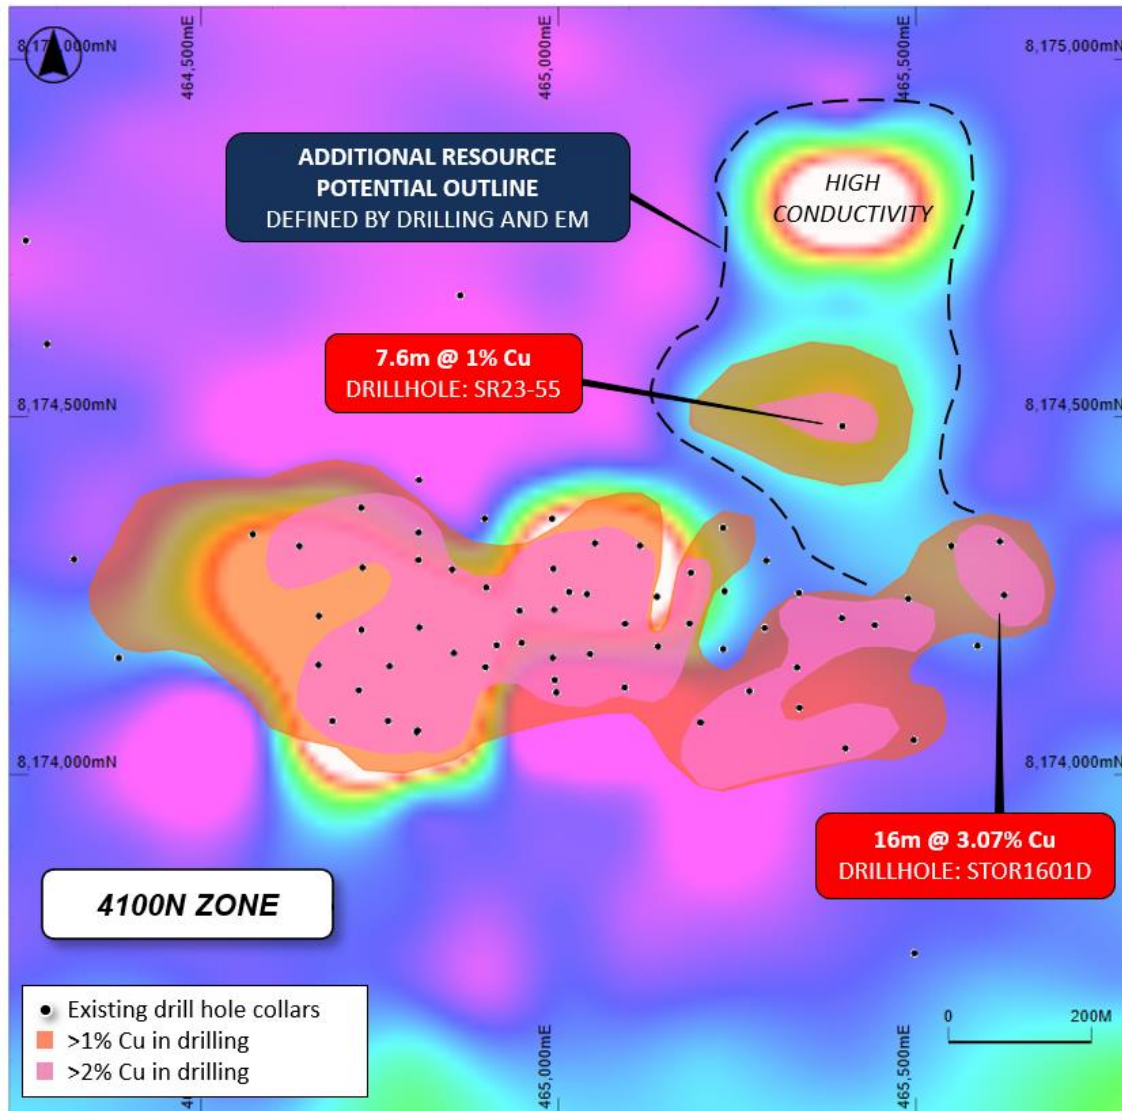 8,175,000mN
464,500mE
465,000mE
465,500mE
8,175,000mN
ADDITIONAL RESOURCE
POTENTIAL OUTLINE
DEFINED BY DRILLING AND EM
HIGH
CONDUCTIVITY
7.6m @ 1% Cu
DRILLHOLE: SR23-55
8,174,500mN
8,174,500mN
8,174,000mN
8,174,000mN
16m @ 3.07% Cu
DRILLHOLE: STOR1601D
4100N ZONE
Existing drill hole collars
>1% Cu in drilling
>2% Cu in drilling
465,000mE
465,500mE
0
200M